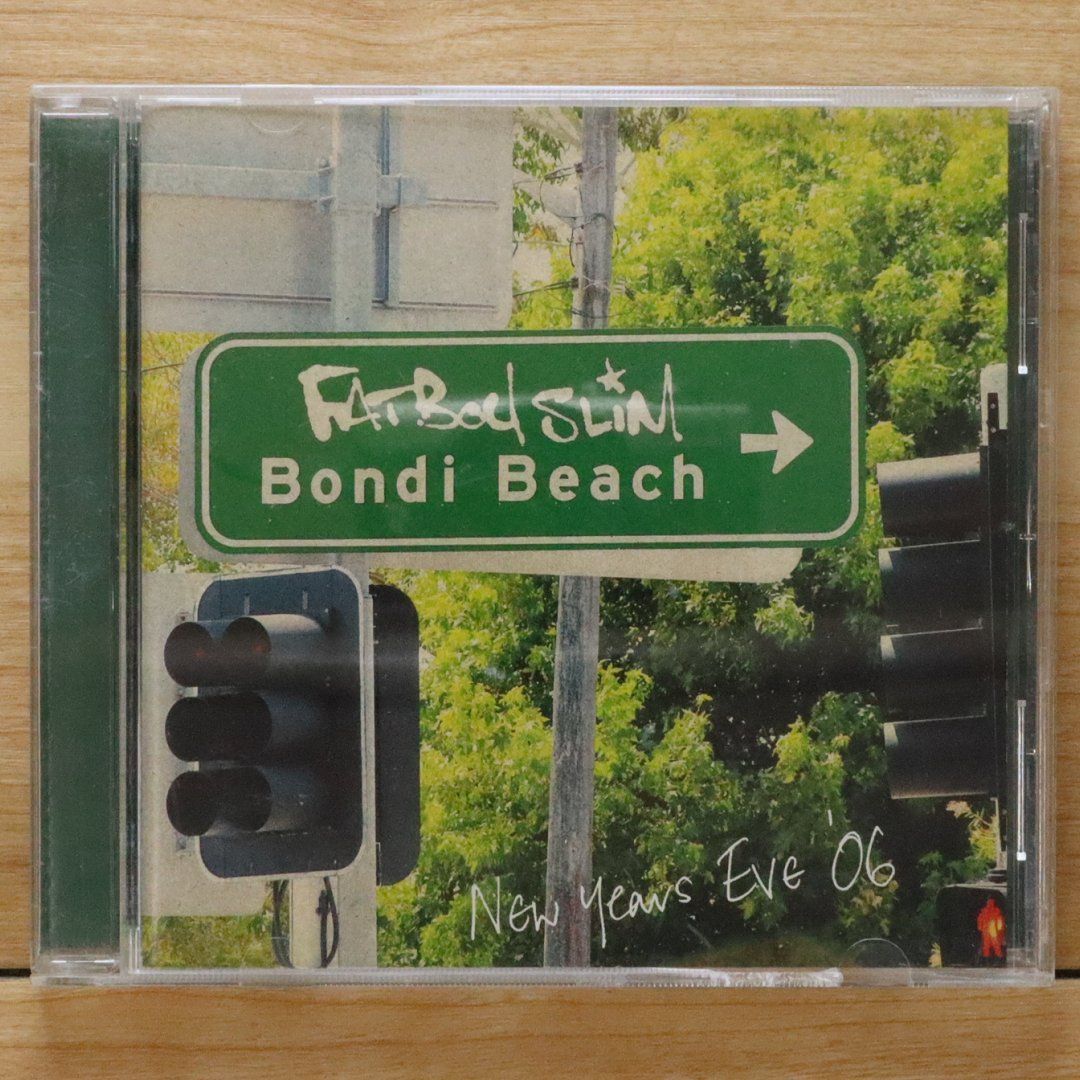 FATBOY SLIM
Bondi Beach
New Years Eve '06